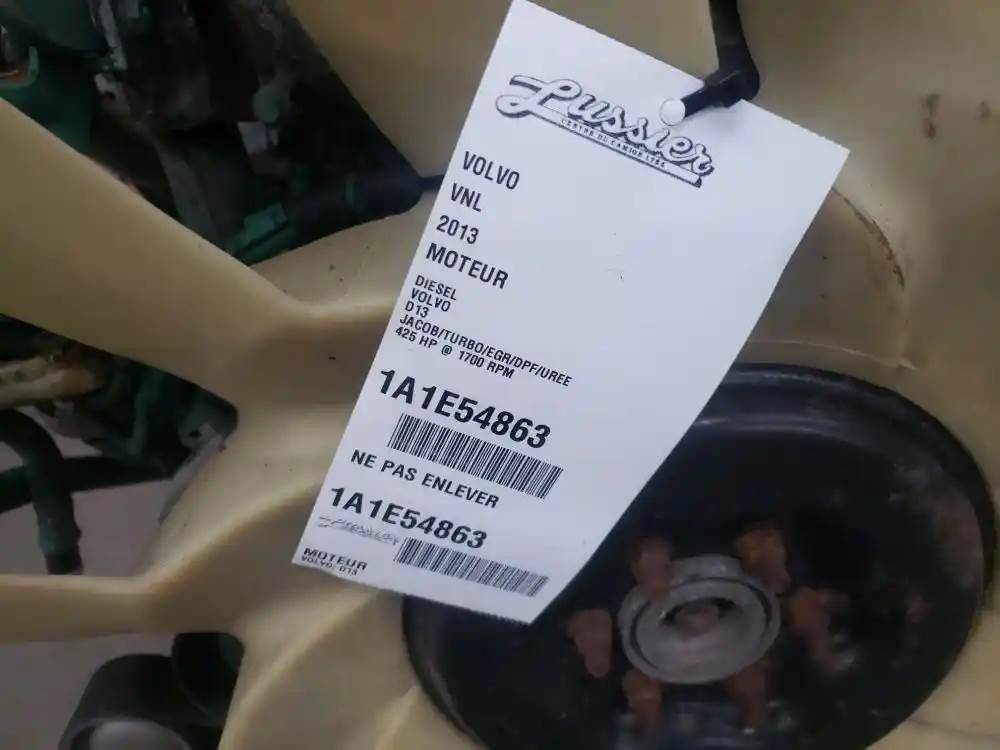 Lussier
CENTRE DU CAMION LTÉE
VOLVO
VNL
2013
MOTEUR
DIESEL
VOLVO
D13
JACOB/TURBO/EGR/DPF/UREE
425 HP @ 1700 RPM
1A1E54863
NE PAS ENLEVER
1A1E54863
MOTEUR
VOLVO, D13